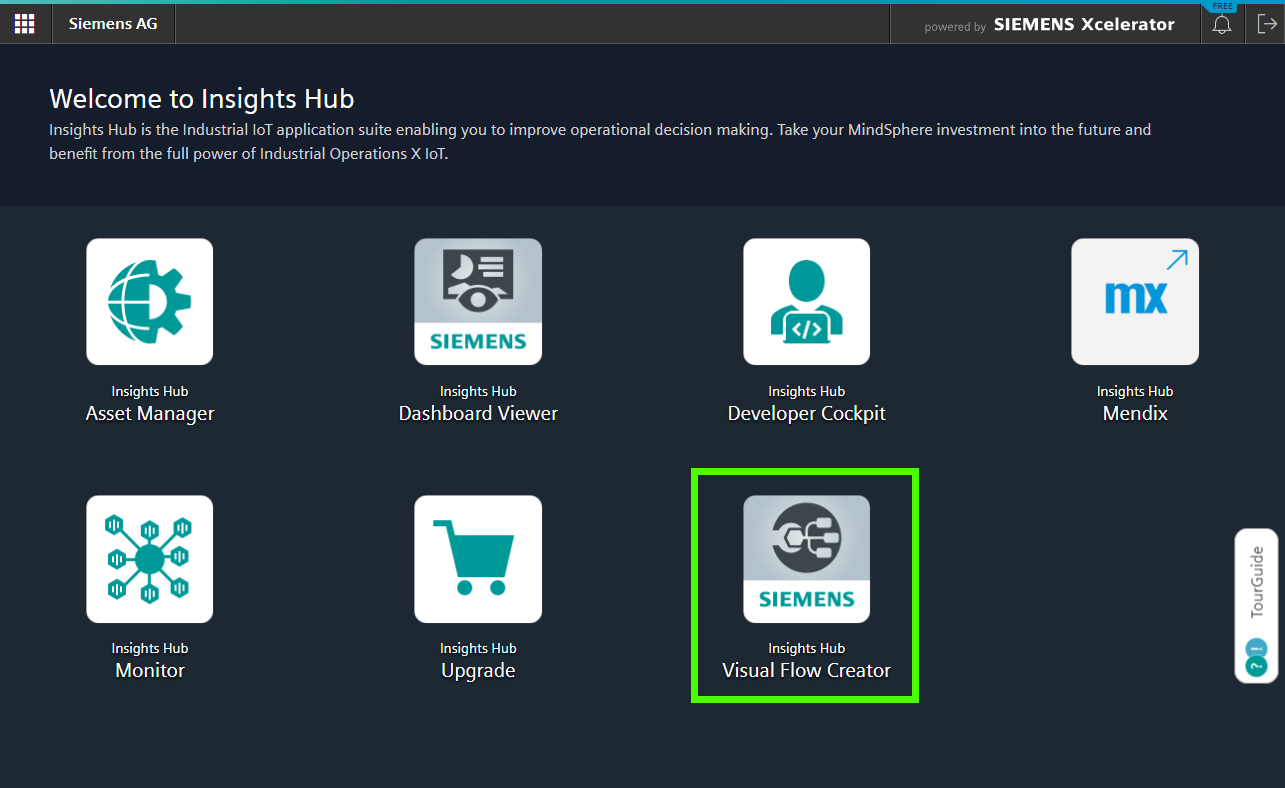 Siemens AG
powered by SIEMENS Xcelerator
FREE
Welcome to Insights Hub
Insights Hub is the Industrial IoT application suite enabling you to improve operational decision making. Take your MindSphere investment into the future and
benefit from the full power of Industrial Operations X IoT.
SIEMENS
</>
mx
Insights Hub
Asset Manager
Insights Hub
Dashboard Viewer
Insights Hub
Developer Cockpit
Insights Hub
Mendix
SIEMENS
Insights Hub
Monitor
Insights Hub
Upgrade
Insights Hub
Visual Flow Creator
TourGuide